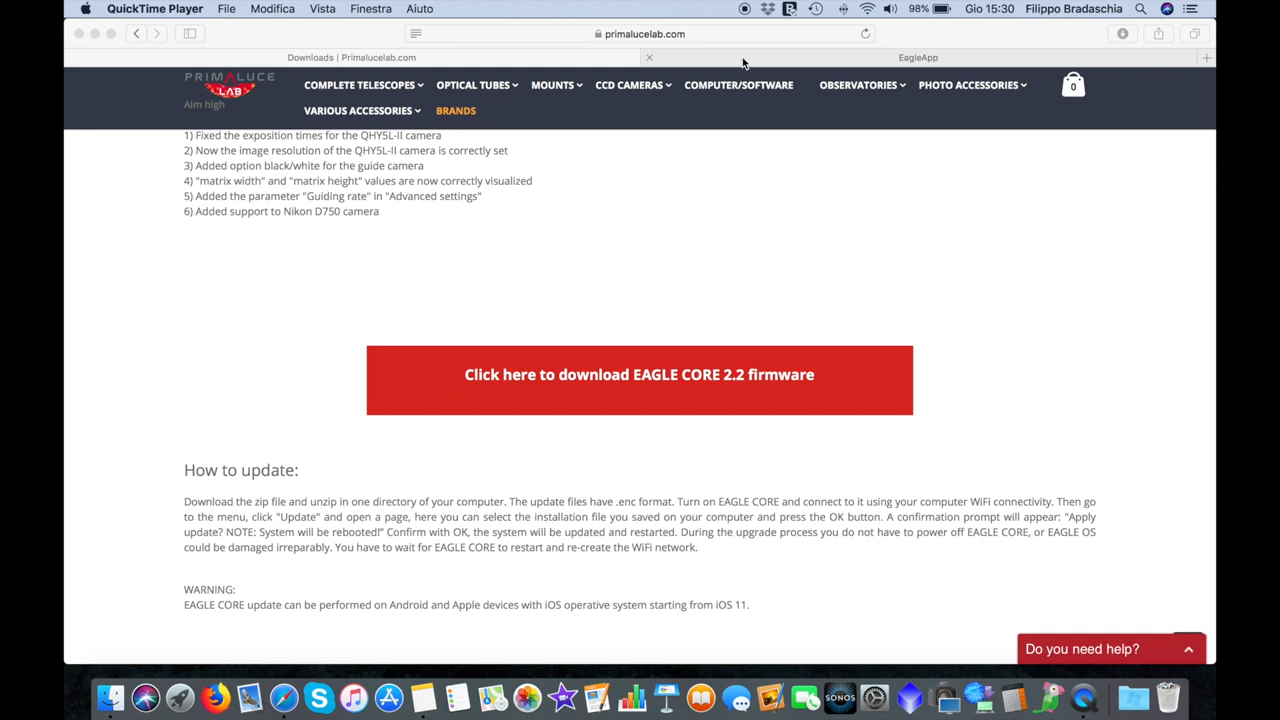 QuickTime Player File Modifica Vista Finestra Aiuto 98% Gio 15:30 Filippo Bradaschia
primalucelab.com
Downloads | Primalucelab.com EagleApp
PRIMALUCE
LAB
Aim high
COMPLETE TELESCOPES OPTICAL TUBES MOUNTS CCD CAMERAS COMPUTER/SOFTWARE OBSERVATORIES PHOTO ACCESSORIES 0
VARIOUS ACCESSORIES BRANDS
1) Fixed the exposition times for the QHY5L-II camera
2) Now the image resolution of the QHY5L-II camera is correctly set
3) Added option black/white for the guide camera
4) "matrix width" and "matrix height" values are now correctly visualized
5) Added the parameter "Guiding rate" in "Advanced settings"
6) Added support to Nikon D750 camera
Click here to download EAGLE CORE 2.2 firmware
How to update:
Download the zip file and unzip in one directory of your computer. The update files have .enc format. Turn on EAGLE CORE and connect to it using your computer WiFi connectivity. Then go
to the menu, click "Update" and open a page, here you can select the installation file you saved on your computer and press the OK button. A confirmation prompt will appear: "Apply
update? NOTE: System will be rebooted!" Confirm with OK, the system will be updated and restarted. During the upgrade process you do not have to power off EAGLE CORE, or EAGLE OS
could be damaged irreparably. You have to wait for EAGLE CORE to restart and re-create the WiFi network.
WARNING:
EAGLE CORE update can be performed on Android and Apple devices with iOS operative system starting from iOS 11.
Do you need help?
SONOS